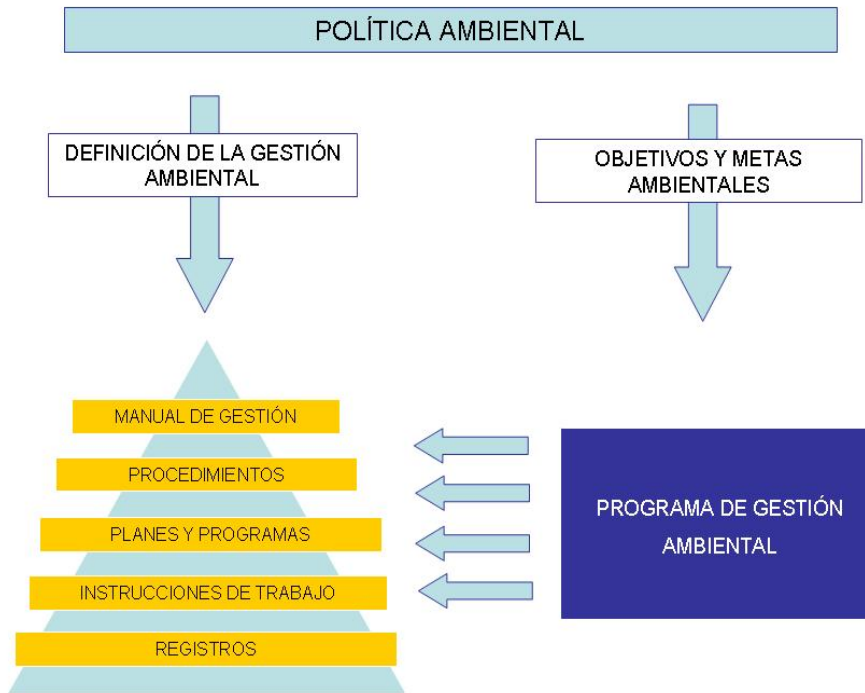 POLÍTICA AMBIENTAL
DEFINICIÓN DE LA GESTIÓN
AMBIENTAL
OBJETIVOS Y METAS
AMBIENTALES
MANUAL DE GESTIÓN
PROCEDIMIENTOS
PLANES Y PROGRAMAS
INSTRUCCIONES DE TRABAJO
REGISTROS
PROGRAMA DE GESTIÓN
AMBIENTAL